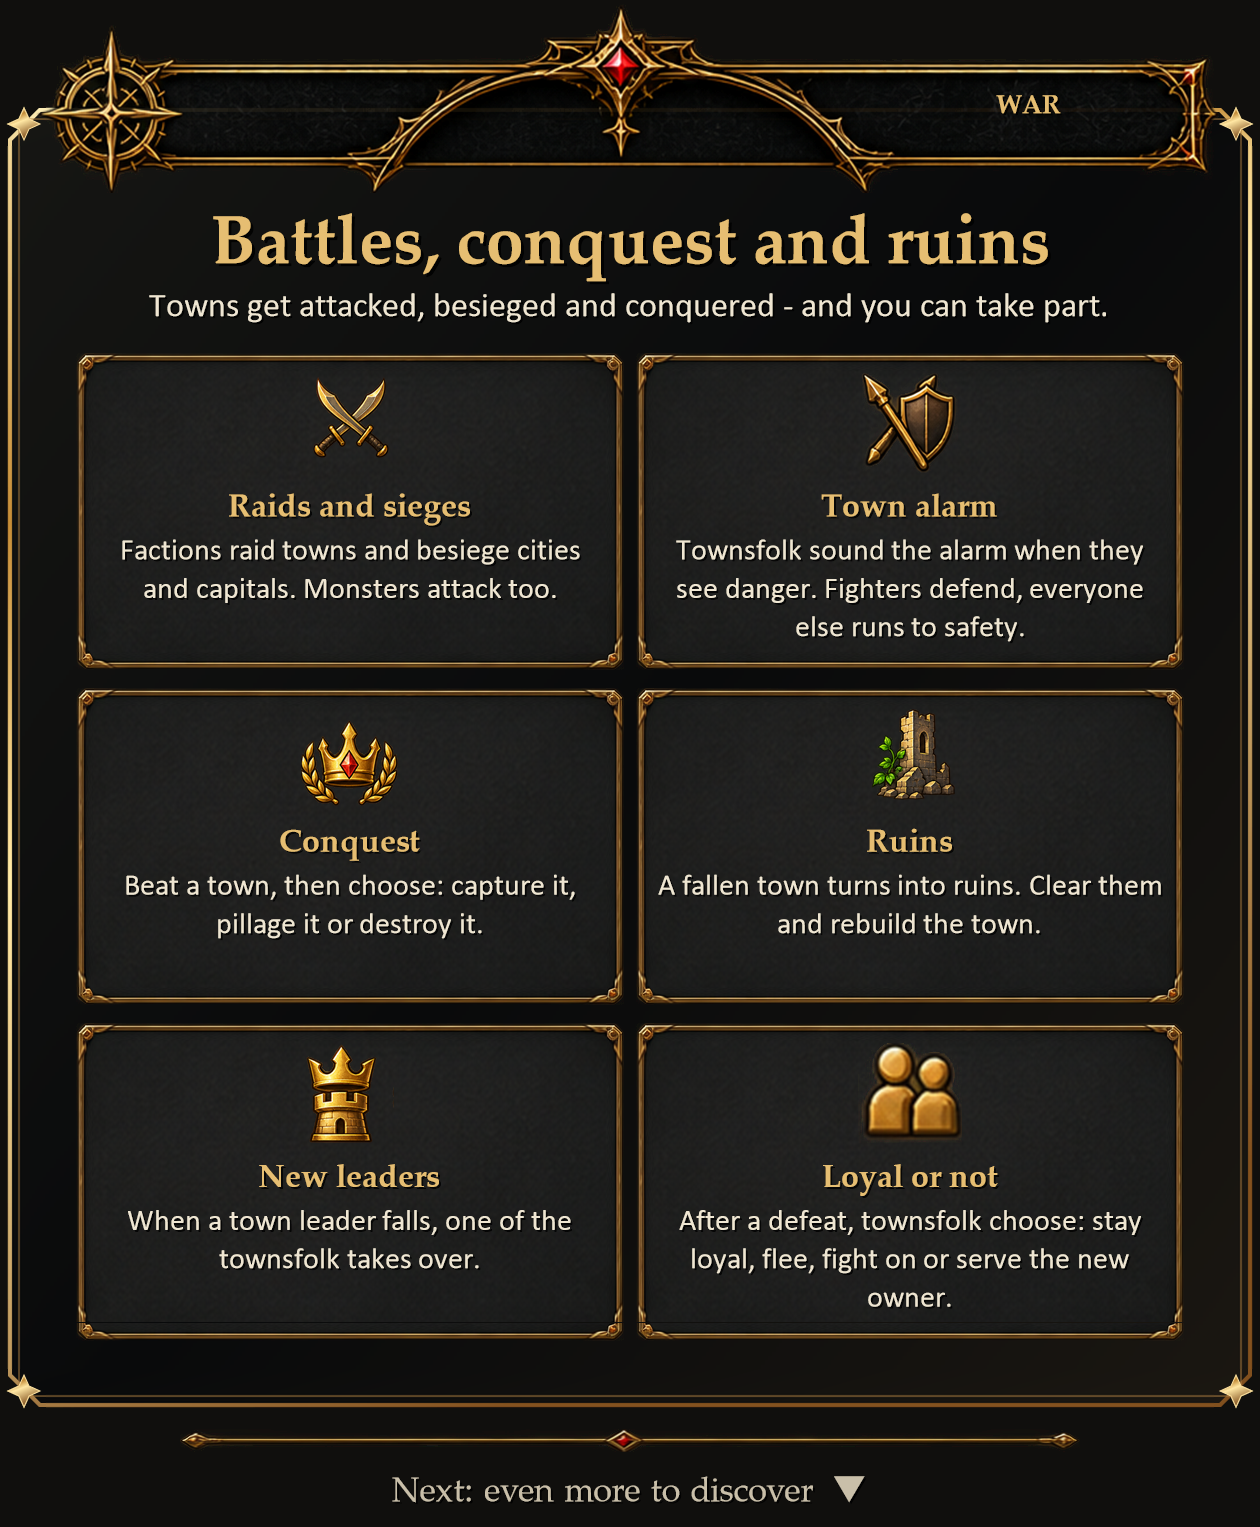 WAR
Battles, conquest and ruins
Towns get attacked, besieged and conquered - and you can take part.
Raids and sieges
Factions raid towns and besiege cities
and capitals. Monsters attack too.
Town alarm
Townsfolk sound the alarm when they
see danger. Fighters defend, everyone
else runs to safety.
Conquest
Beat a town, then choose: capture it,
pillage it or destroy it.
Ruins
A fallen town turns into ruins. Clear them
and rebuild the town.
New leaders
When a town leader falls, one of the
townsfolk takes over.
Loyal or not
After a defeat, townsfolk choose: stay
loyal, flee, fight on or serve the new
owner.
Next: even more to discover ▼